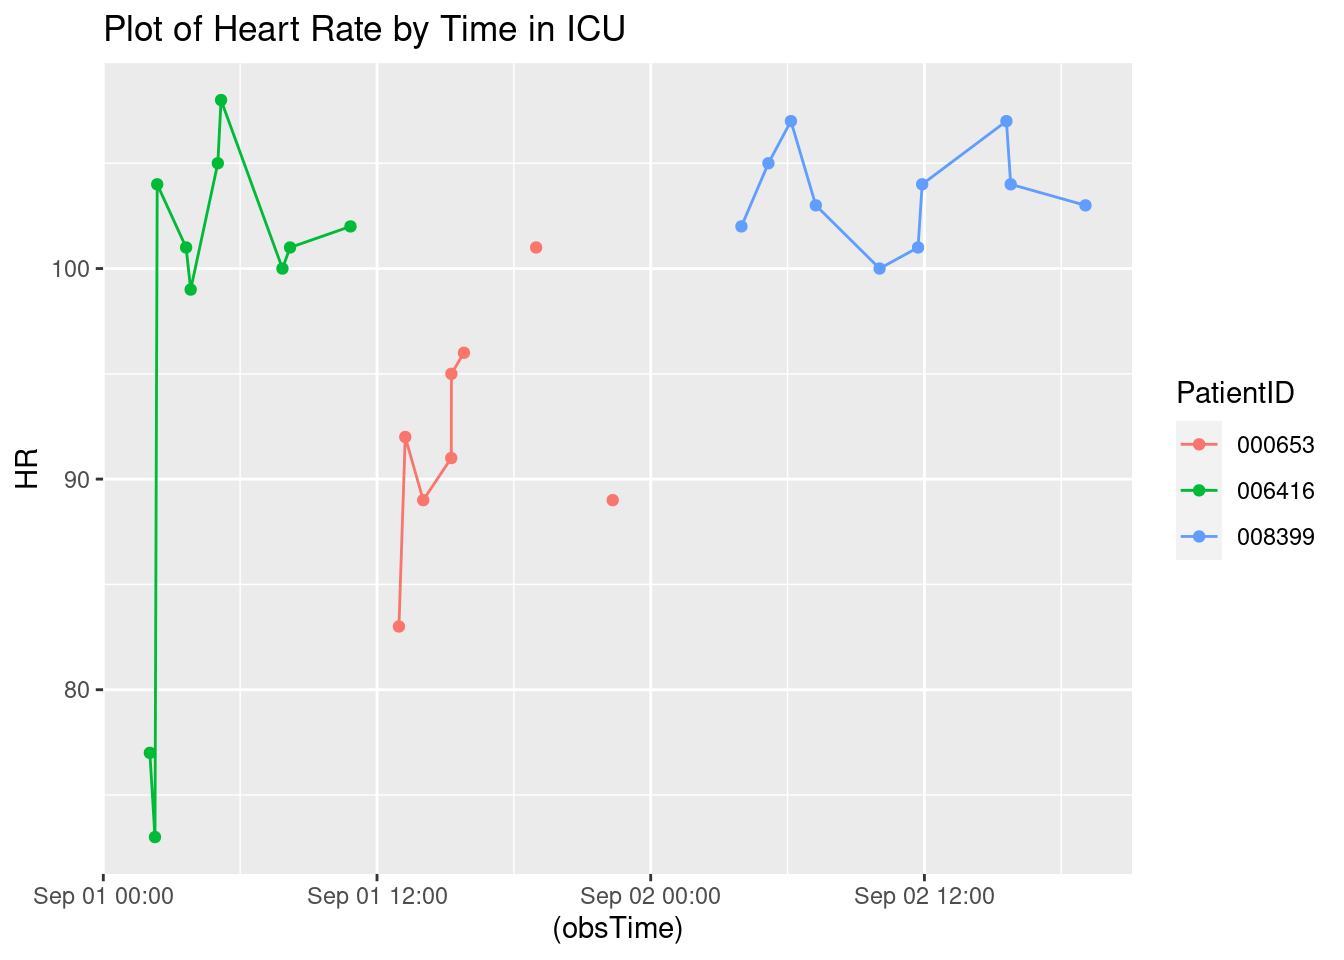 Plot of Heart Rate by Time in ICU
HR
100
90
80
Sep 01 00:00
Sep 01 12:00
Sep 02 00:00
Sep 02 12:00
(obsTime)
PatientID
000653
006416
008399